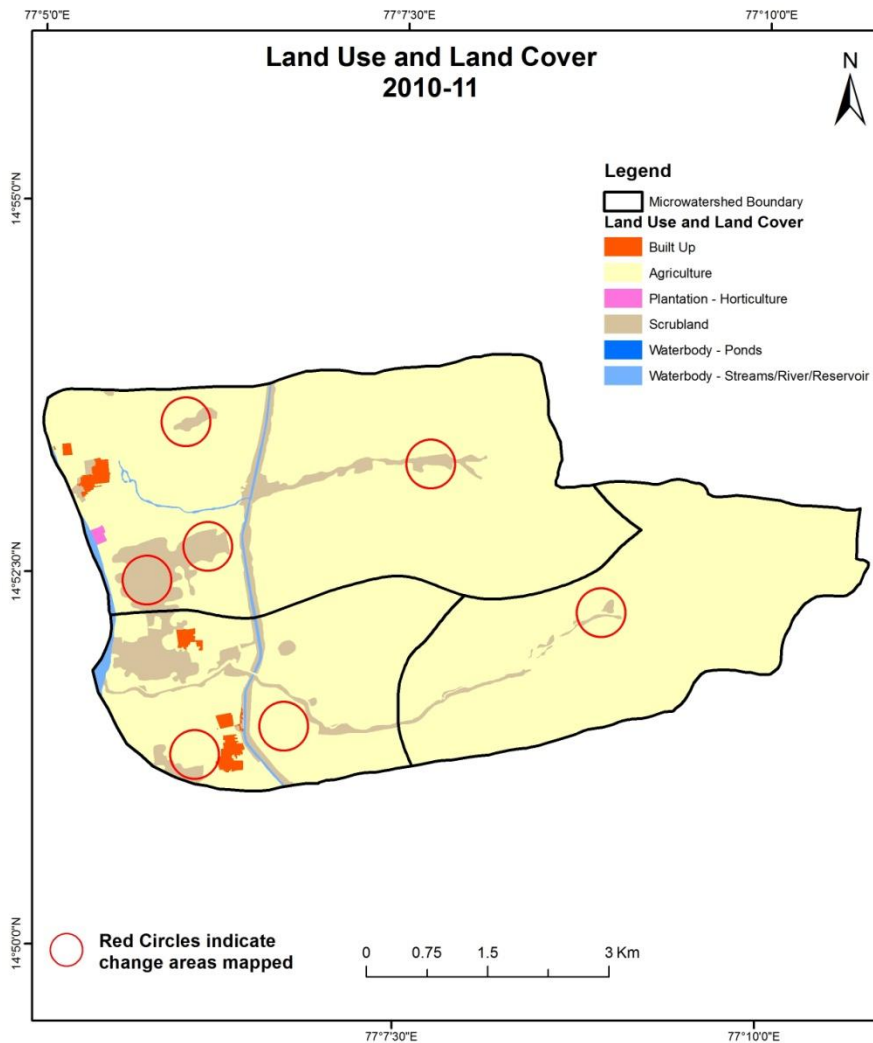 77°5'0"E
77°7'30"E
77°10'0"E
Land Use and Land Cover
2010-11
N
14°55'0"N
Legend
Microwatershed Boundary
Land Use and Land Cover
Built Up
Agriculture
Plantation - Horticulture
Scrubland
Waterbody - Ponds
Waterbody - Streams/River/Reservoir
14°52'30"N
14°50'0"N
Red Circles indicate
change areas mapped
0 0.75 1.5 3 Km
77°7'30"E
77°10'0"E